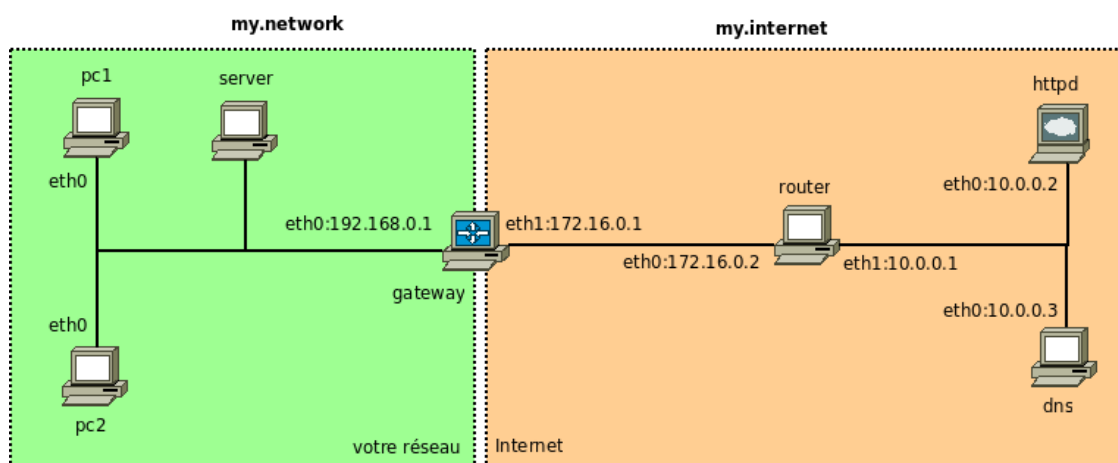 my.network
my.internet
pc1
server
httpd
eth0
eth0:10.0.0.2
router
eth0:192.168.0.1
eth1:172.16.0.1
eth0:172.16.0.2
eth1:10.0.0.1
gateway
eth0
eth0:10.0.0.3
pc2
dns
votre réseau
Internet